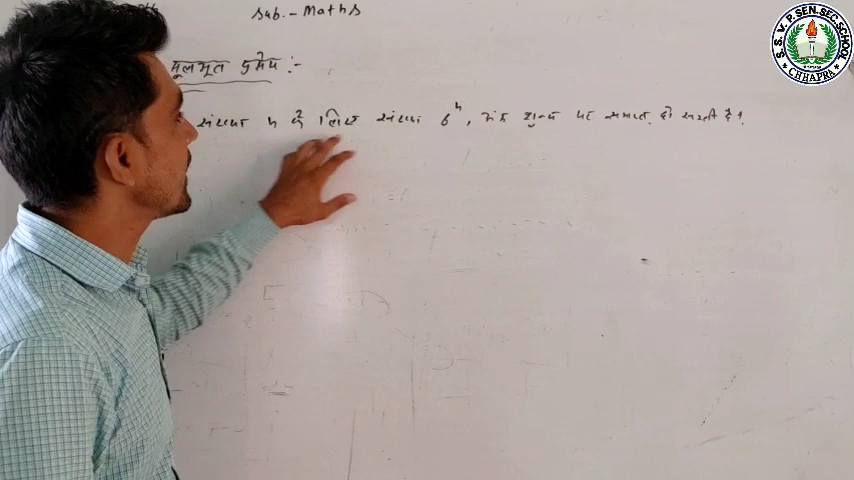 Sub. - Maths
मूलभूत प्रमेय :-
संख्या n के लिए संख्या 6ⁿ, अंक शून्य पर समाप्त हो सकती है ?
S. S. V. P. SEN. SEC. SCHOOL
CHHAPRA